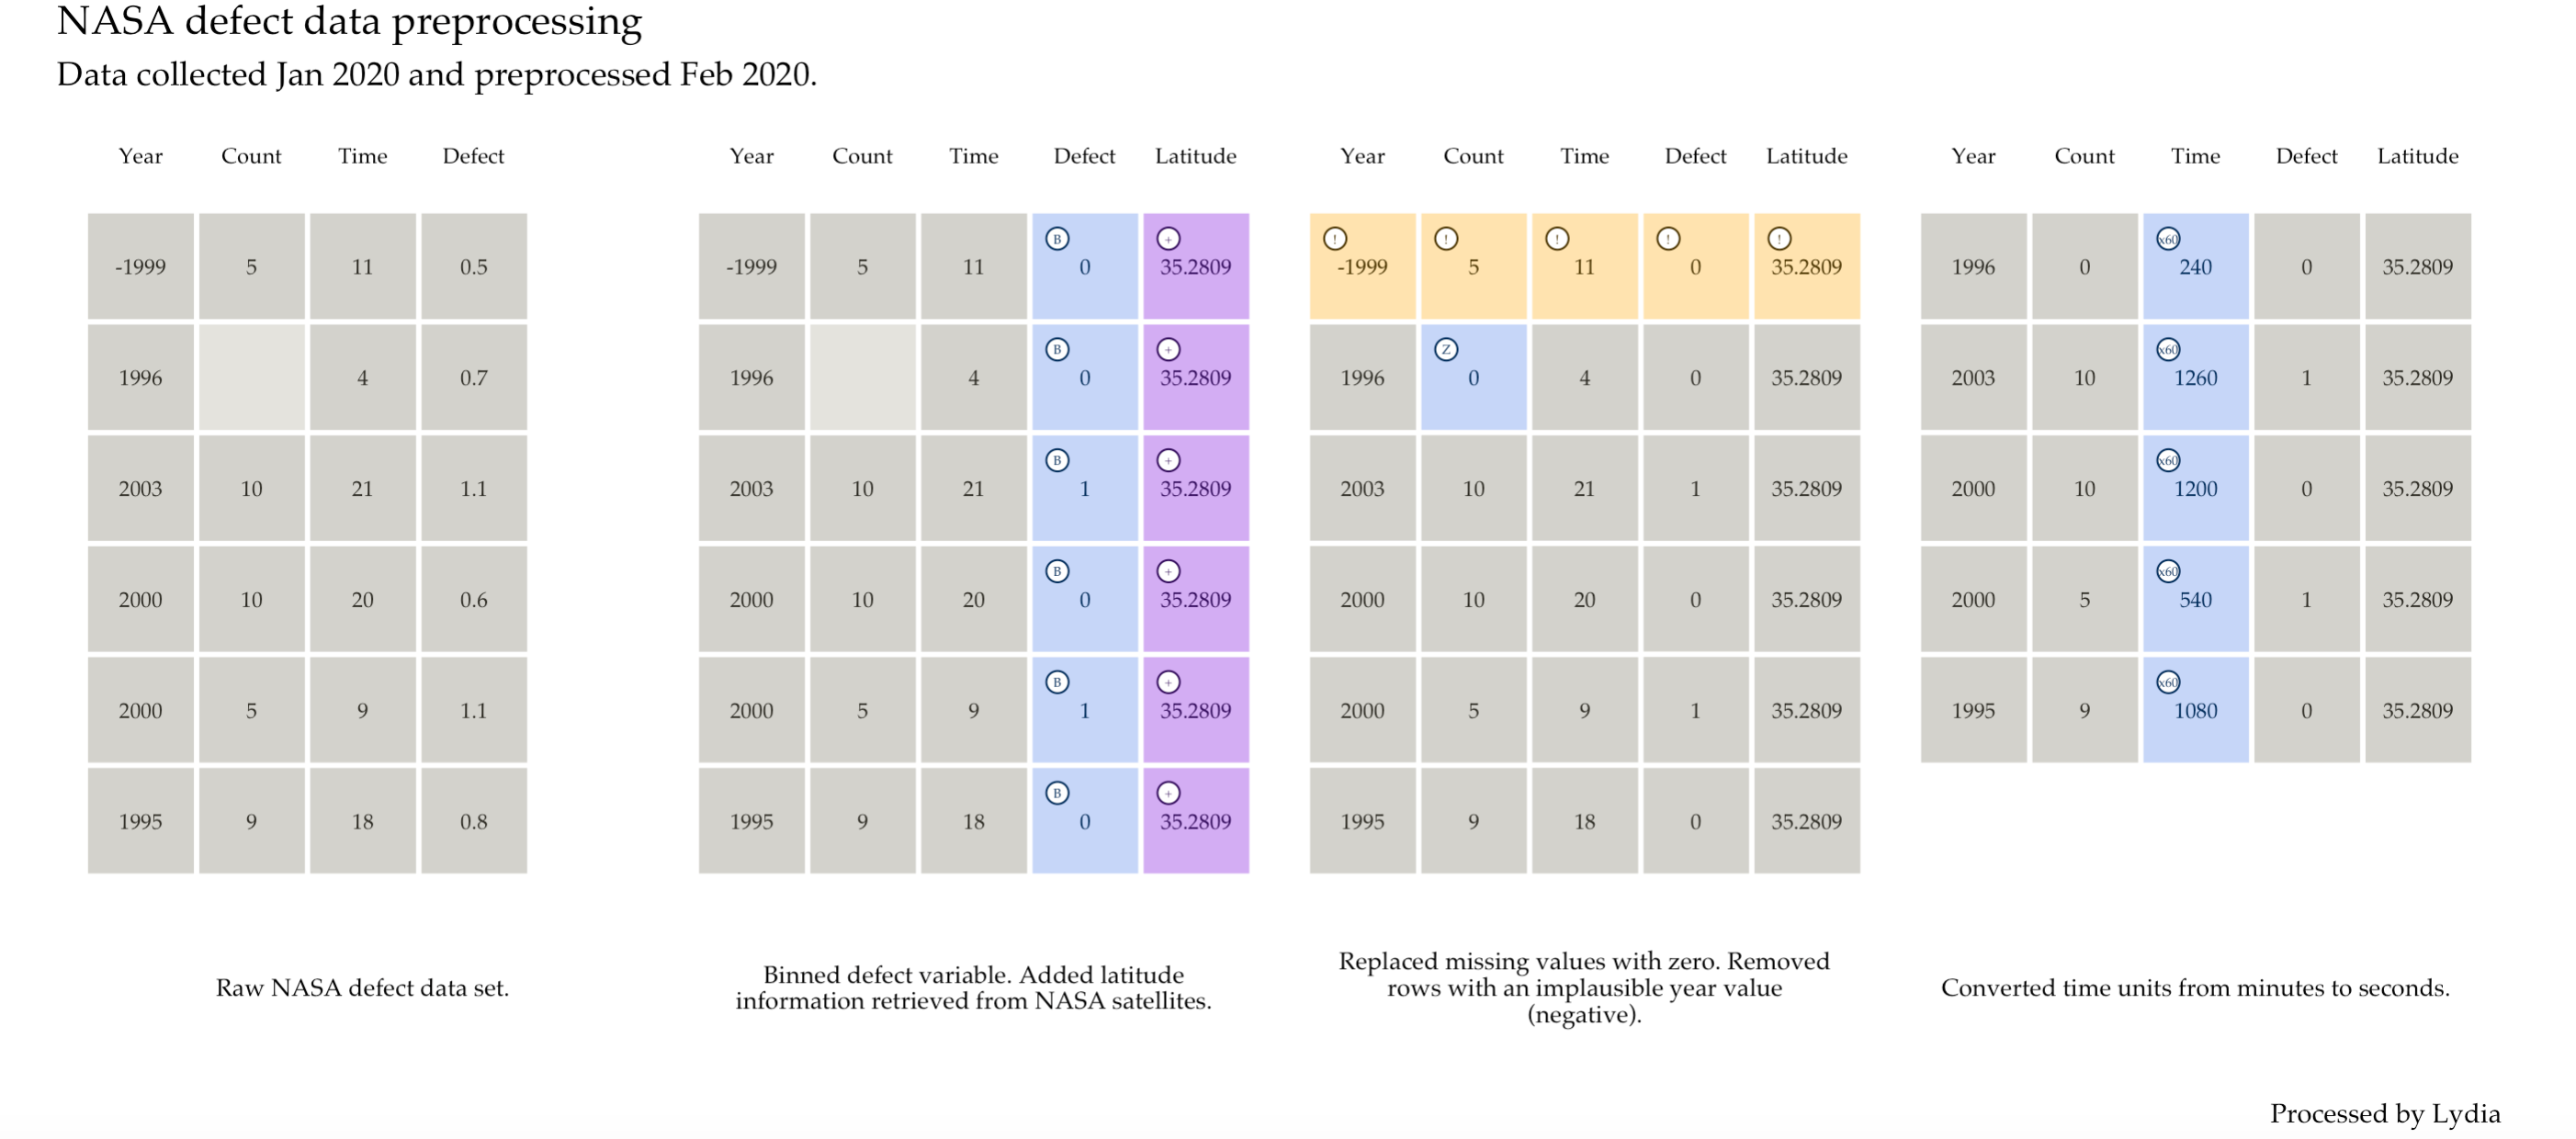 NASA defect data preprocessing
Data collected Jan 2020 and preprocessed Feb 2020.
Year Count Time Defect
-1999 5 11 0.5
1996 4 0.7
2003 10 21 1.1
2000 10 20 0.6
2000 5 9 1.1
1995 9 18 0.8
Raw NASA defect data set.
Year Count Time Defect Latitude
B +
-1999 5 11 0 35.2809
B +
1996 4 0 35.2809
B +
2003 10 21 1 35.2809
B +
2000 10 20 0 35.2809
B +
2000 5 9 1 35.2809
B +
1995 9 18 0 35.2809
Binned defect variable. Added latitude
information retrieved from NASA satellites.
Year Count Time Defect Latitude
! ! ! ! !
-1999 5 11 0 35.2809
Z
1996 0 4 0 35.2809
2003 10 21 1 35.2809
2000 10 20 0 35.2809
2000 5 9 1 35.2809
1995 9 18 0 35.2809
Replaced missing values with zero. Removed
rows with an implausible year value
(negative).
Year Count Time Defect Latitude
x60
1996 0 240 0 35.2809
x60
2003 10 1260 1 35.2809
x60
2000 10 1200 0 35.2809
x60
2000 5 540 1 35.2809
x60
1995 9 1080 0 35.2809
Converted time units from minutes to seconds.
Processed by Lydia